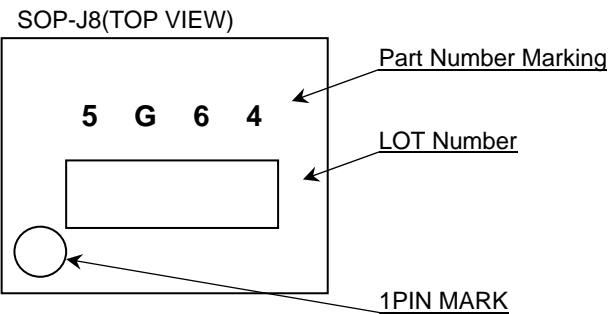 SOP-J8(TOP VIEW)
Part Number Marking
5 G 6 4
LOT Number
1PIN MARK